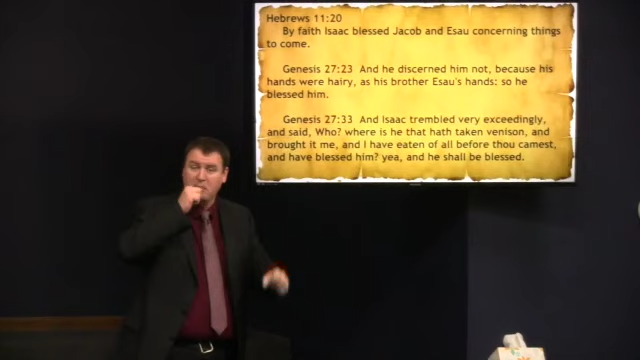 Hebrews 11:20
By faith Isaac blessed Jacob and Esau concerning things
to come.
Genesis 27:23 And he discerned him not, because his
hands were hairy, as his brother Esau's hands: so he
blessed him.
Genesis 27:33 And Isaac trembled very exceedingly,
and said, Who? where is he that hath taken venison, and
brought it me, and I have eaten of all before thou camest,
and have blessed him? yea, and he shall be blessed.